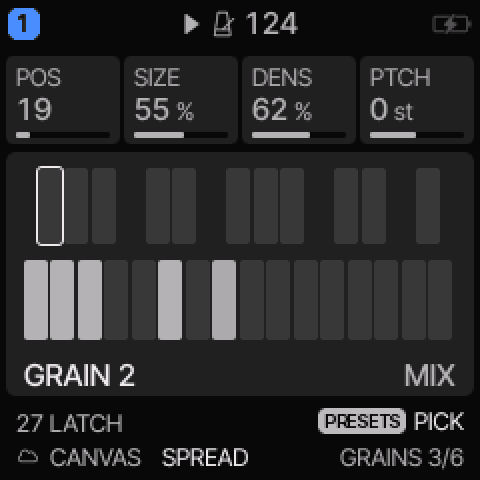 1 124
POS SIZE DENS PTCH
19 55 % 62 % 0 st
GRAIN 2 MIX
27 LATCH PRESETS PICK
CANVAS SPREAD GRAINS 3/6